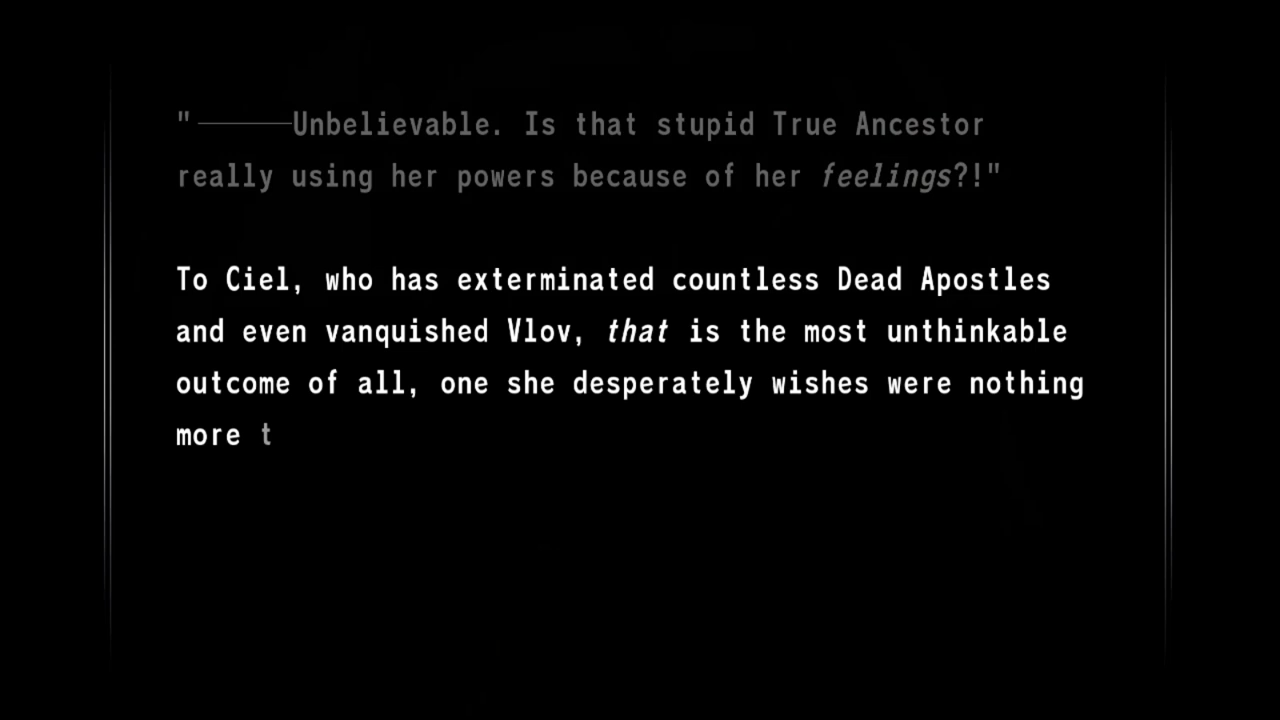 "———Unbelievable. Is that stupid True Ancestor
really using her powers because of her feelings?!"
To Ciel, who has exterminated countless Dead Apostles
and even vanquished Vlov, that is the most unthinkable
outcome of all, one she desperately wishes were nothing
more t